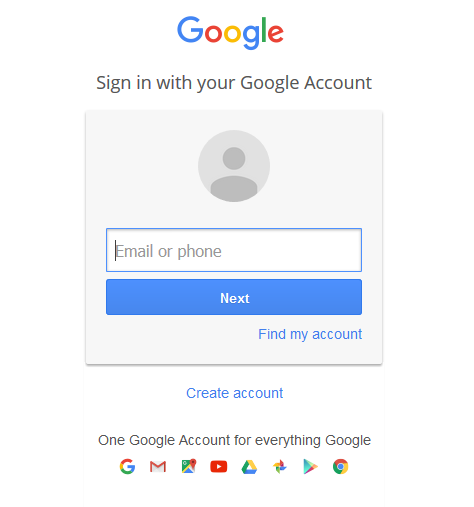 Google
Sign in with your Google Account
Email or phone
Next
Find my account
Create account
One Google Account for everything Google